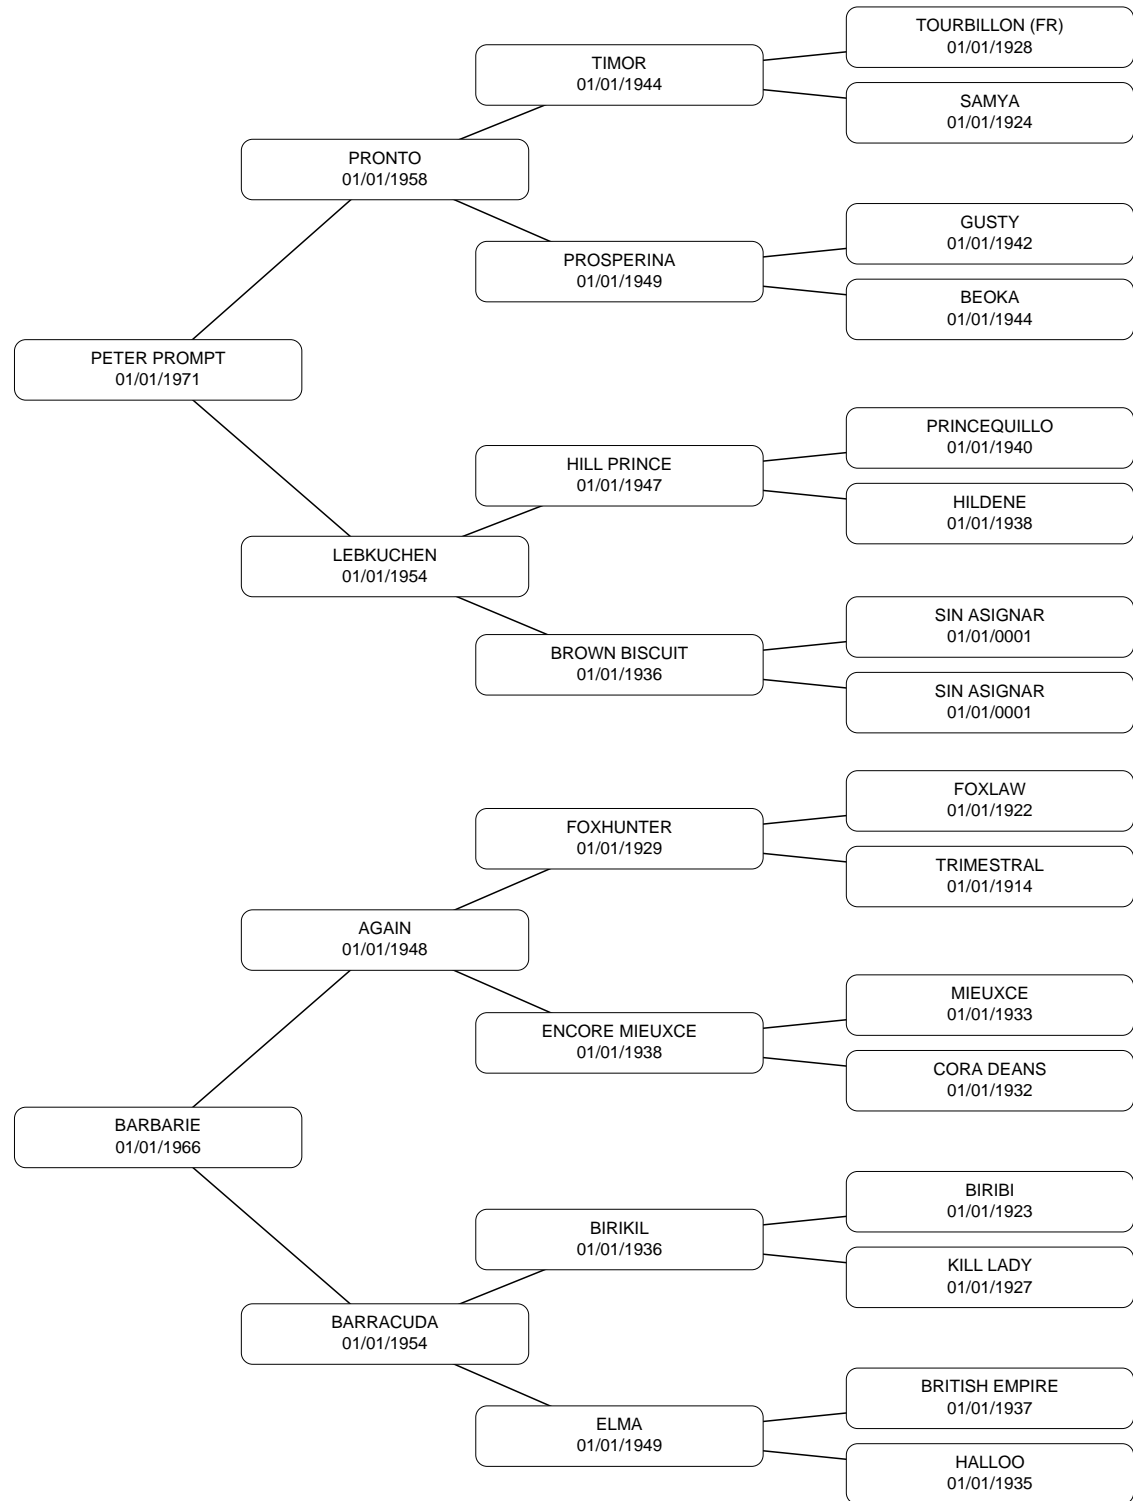 TOURBILLON (FR)
01/01/1928
TIMOR
01/01/1944
SAMYA
01/01/1924
PRONTO
01/01/1958
GUSTY
01/01/1942
PROSPERINA
01/01/1949
BEOKA
01/01/1944
PETER PROMPT
01/01/1971
PRINCEQUILLO
01/01/1940
HILL PRINCE
01/01/1947
HILDENE
01/01/1938
LEBKUCHEN
01/01/1954
SIN ASIGNAR
01/01/0001
BROWN BISCUIT
01/01/1936
SIN ASIGNAR
01/01/0001
FOXLAW
01/01/1922
FOXHUNTER
01/01/1929
TRIMESTRAL
01/01/1914
AGAIN
01/01/1948
MIEUXCE
01/01/1933
ENCORE MIEUXCE
01/01/1938
CORA DEANS
01/01/1932
BARBARIE
01/01/1966
BIRIBI
01/01/1923
BIRIKIL
01/01/1936
KILL LADY
01/01/1927
BARRACUDA
01/01/1954
BRITISH EMPIRE
01/01/1937
ELMA
01/01/1949
HALLOO
01/01/1935